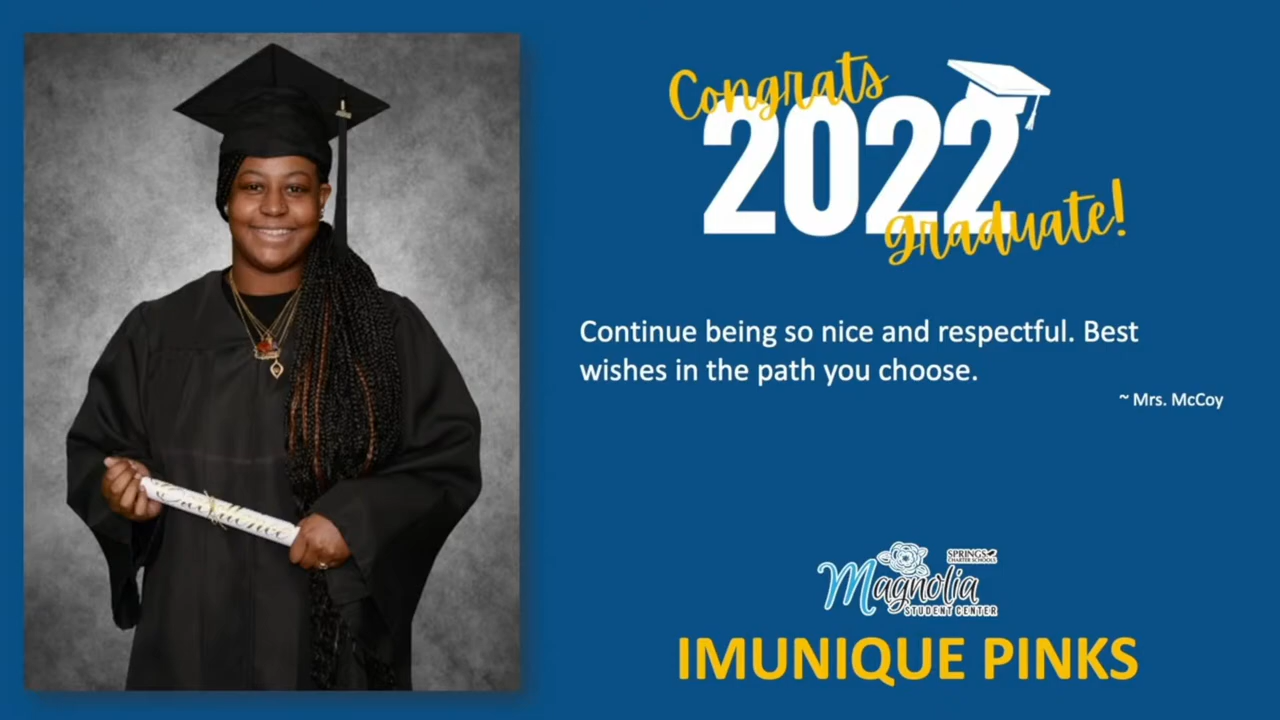 Congrats
2022
graduate!
Continue being so nice and respectful. Best
wishes in the path you choose.
~ Mrs. McCoy
SPRINGS
CHARTER SCHOOLS
Magnolia
STUDENT CENTER
IMUNIQUE PINKS